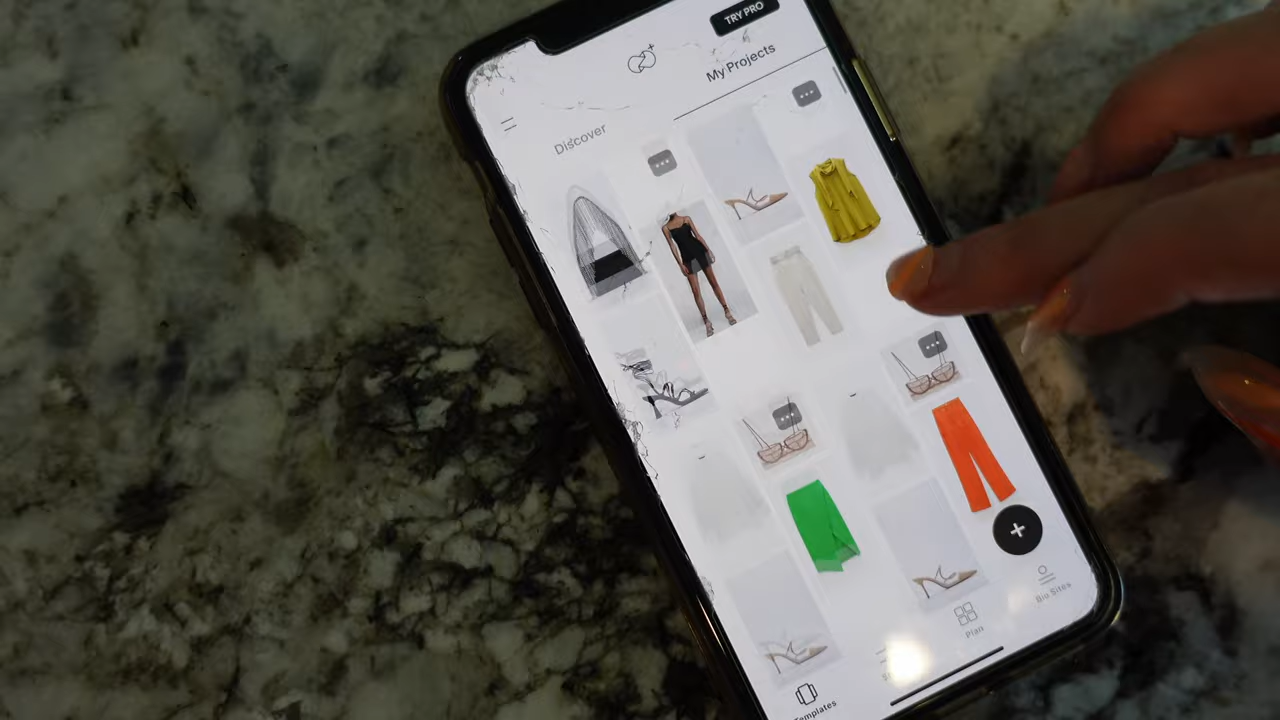 TRY PRO
My Projects
Discover
Bio Sites
Plan
Templates